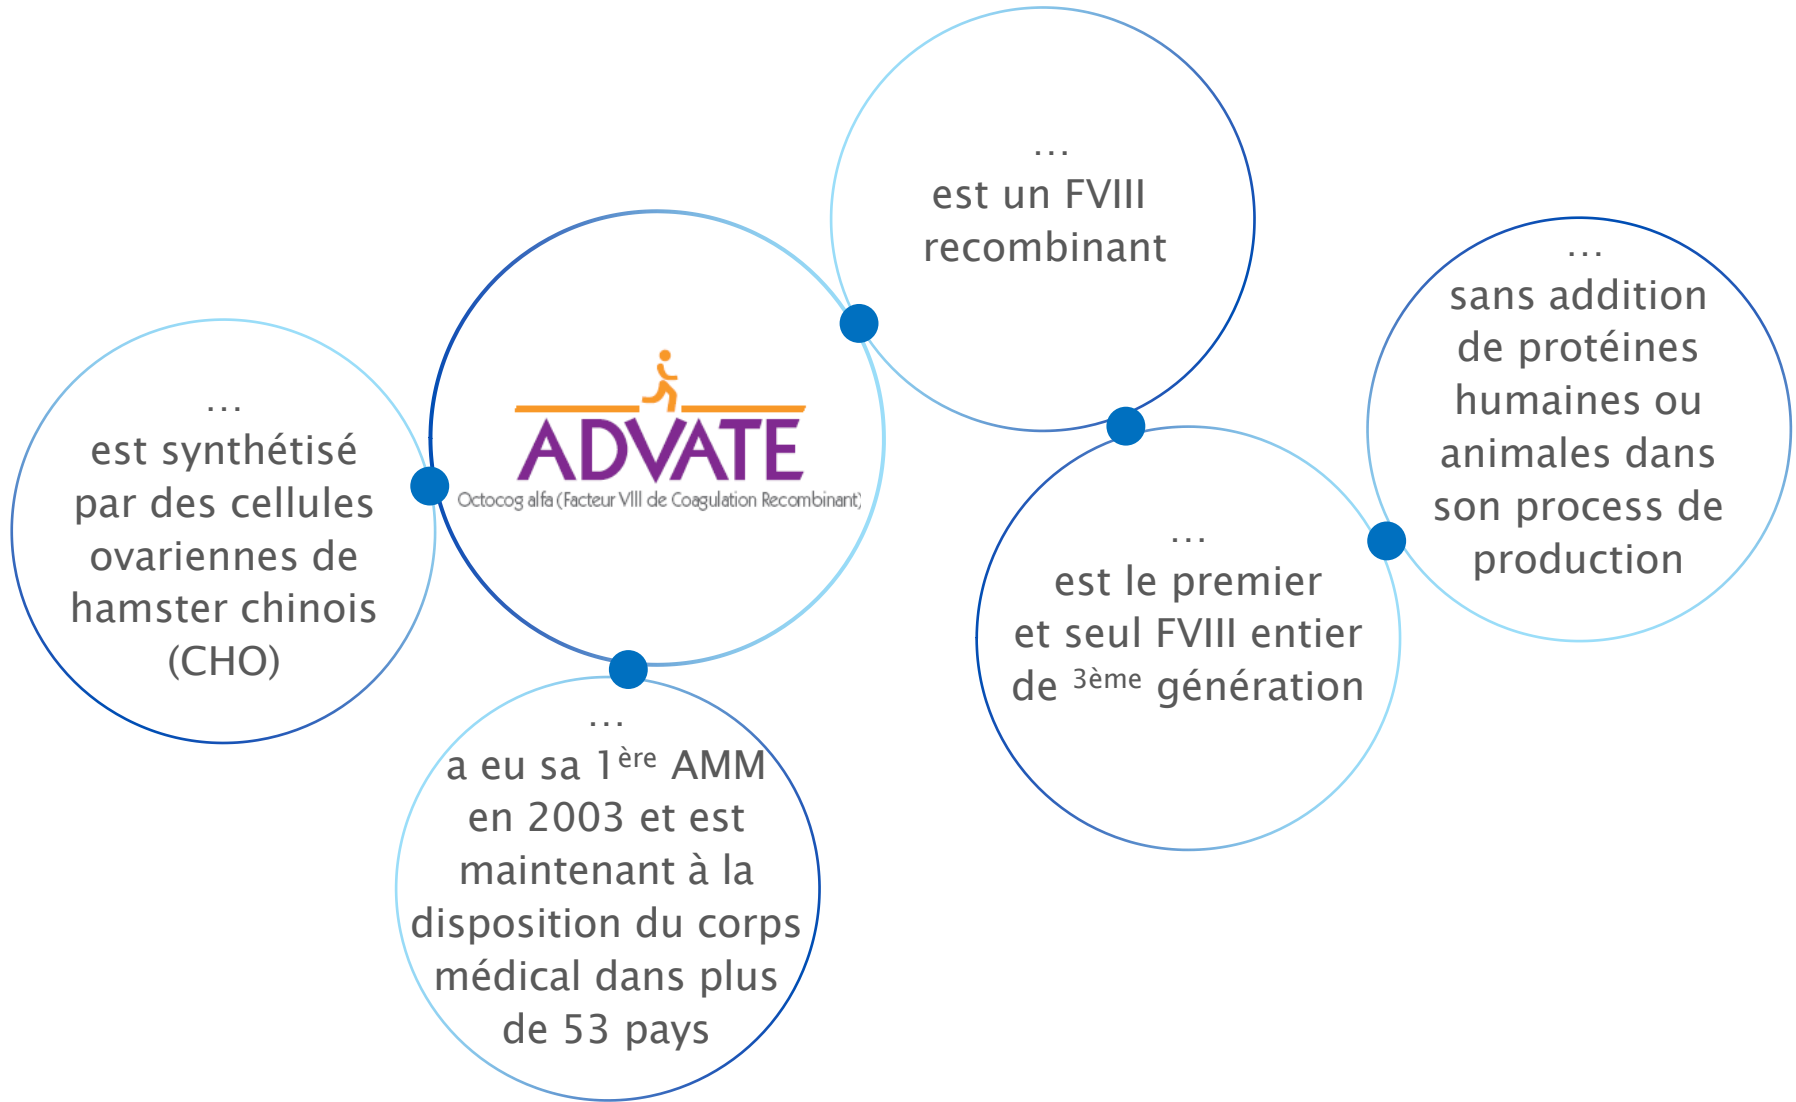 …
est synthétisé
par des cellules
ovariennes de
hamster chinois
(CHO)
ADVATE
Octocog alfa (Facteur VIII de Coagulation Recombinant)
…
a eu sa 1ère AMM
en 2003 et est
maintenant à la
disposition du corps
médical dans plus
de 53 pays
…
est un FVIII
recombinant
…
est le premier
et seul FVIII entier
de 3ème génération
…
sans addition
de protéines
humaines ou
animales dans
son process de
production